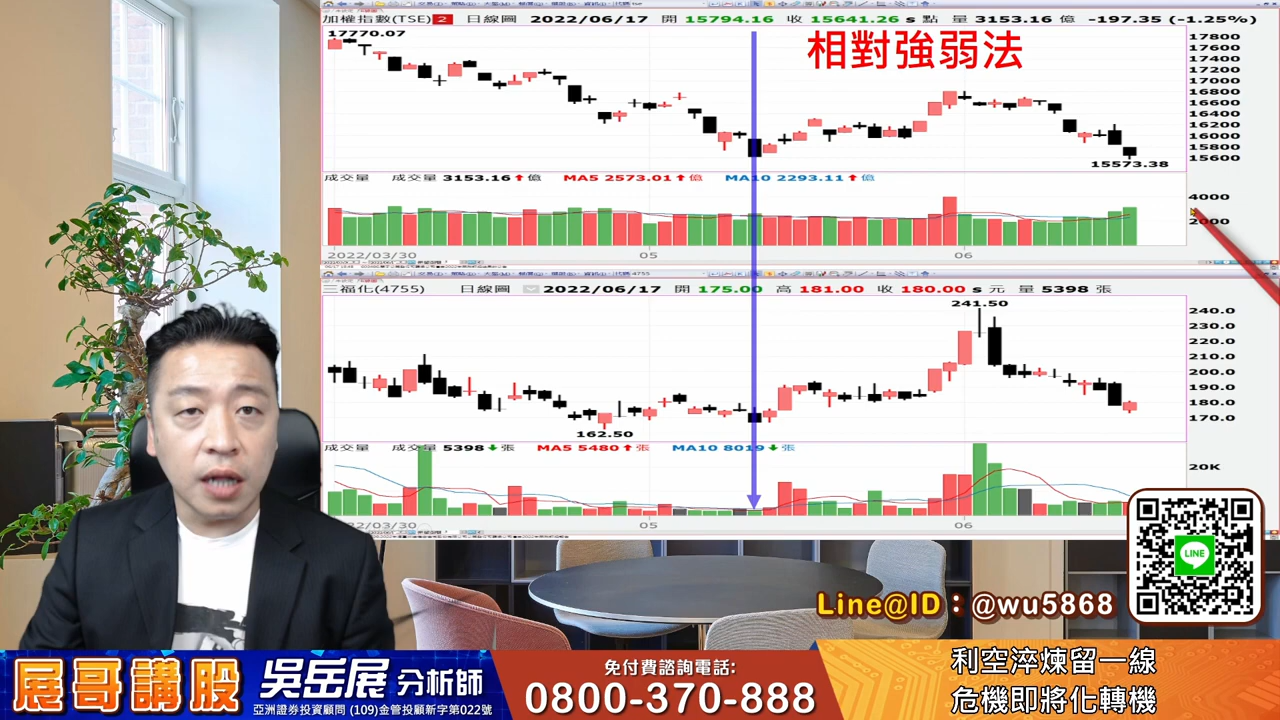 加權指數(TSE) 2 日線圖 2022/06/17 開 15794.16 收 15641.26 s 點 量 3153.16 億 -197.35 (-1.25%)
相對強弱法
17770.07
17800
17600
17400
17200
17000
16800
16600
16400
16200
16000
15800
15600
15573.38
成交量 成交量 3153.16↑億 MA5 2573.01↑億 MA10 2293.11↑億
4000
2000
2022/03/30 05 06
三福化(4755) 日線圖 2022/06/17 開 175.00 高 181.00 收 180.00 s 元 量 5398 張
241.50
240.0
230.0
220.0
210.0
200.0
190.0
180.0
170.0
162.50
成交量 成交量 5398↓張 MA5 5480↑張 MA10 8019↓張
20K
22/03/30 05 06
LINE
Line@ID：@wu5868
展哥講股
吳岳展 分析師
亞洲證券投資顧問 (109)金管投顧新字第022號
免付費諮詢電話:
0800-370-888
利空淬煉留一線
危機即將化轉機